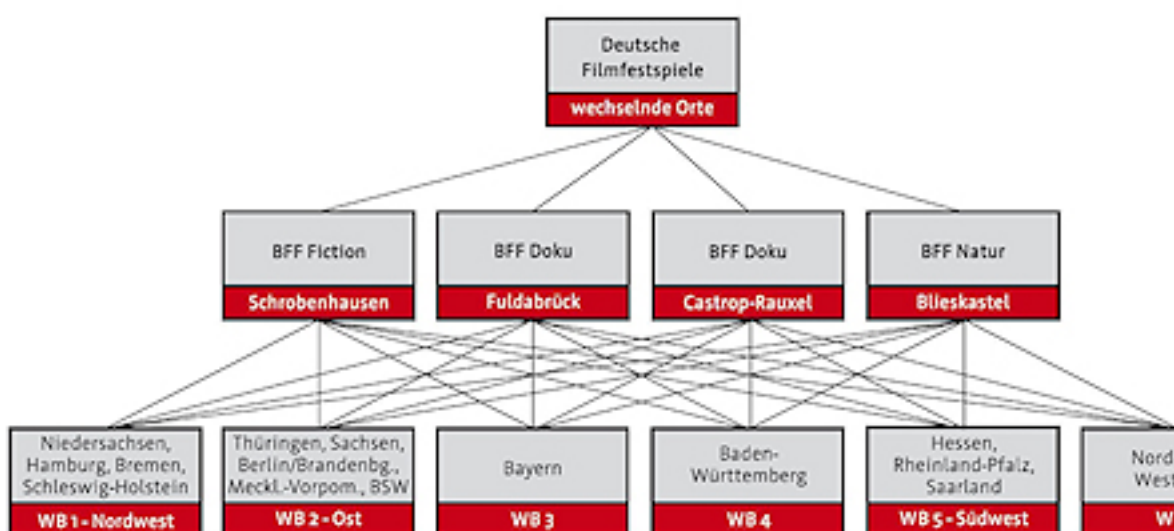 Deutsche
Filmfestspiele
wechselnde Orte
BFF Fiction
Schrobenhausen
BFF Doku
Fuldabrück
BFF Doku
Castrop-Rauxel
BFF Natur
Blieskastel
Niedersachsen,
Hamburg, Bremen,
Schleswig-Holstein
WB 1 - Nordwest
Thüringen, Sachsen,
Berlin/Brandenbg.,
Meckl.-Vorpom., BSW
WB 2 - Ost
Bayern
WB 3
Baden-
Württemberg
WB 4
Hessen,
Rheinland-Pfalz,
Saarland
WB 5 - Südwest
Nord
West
W